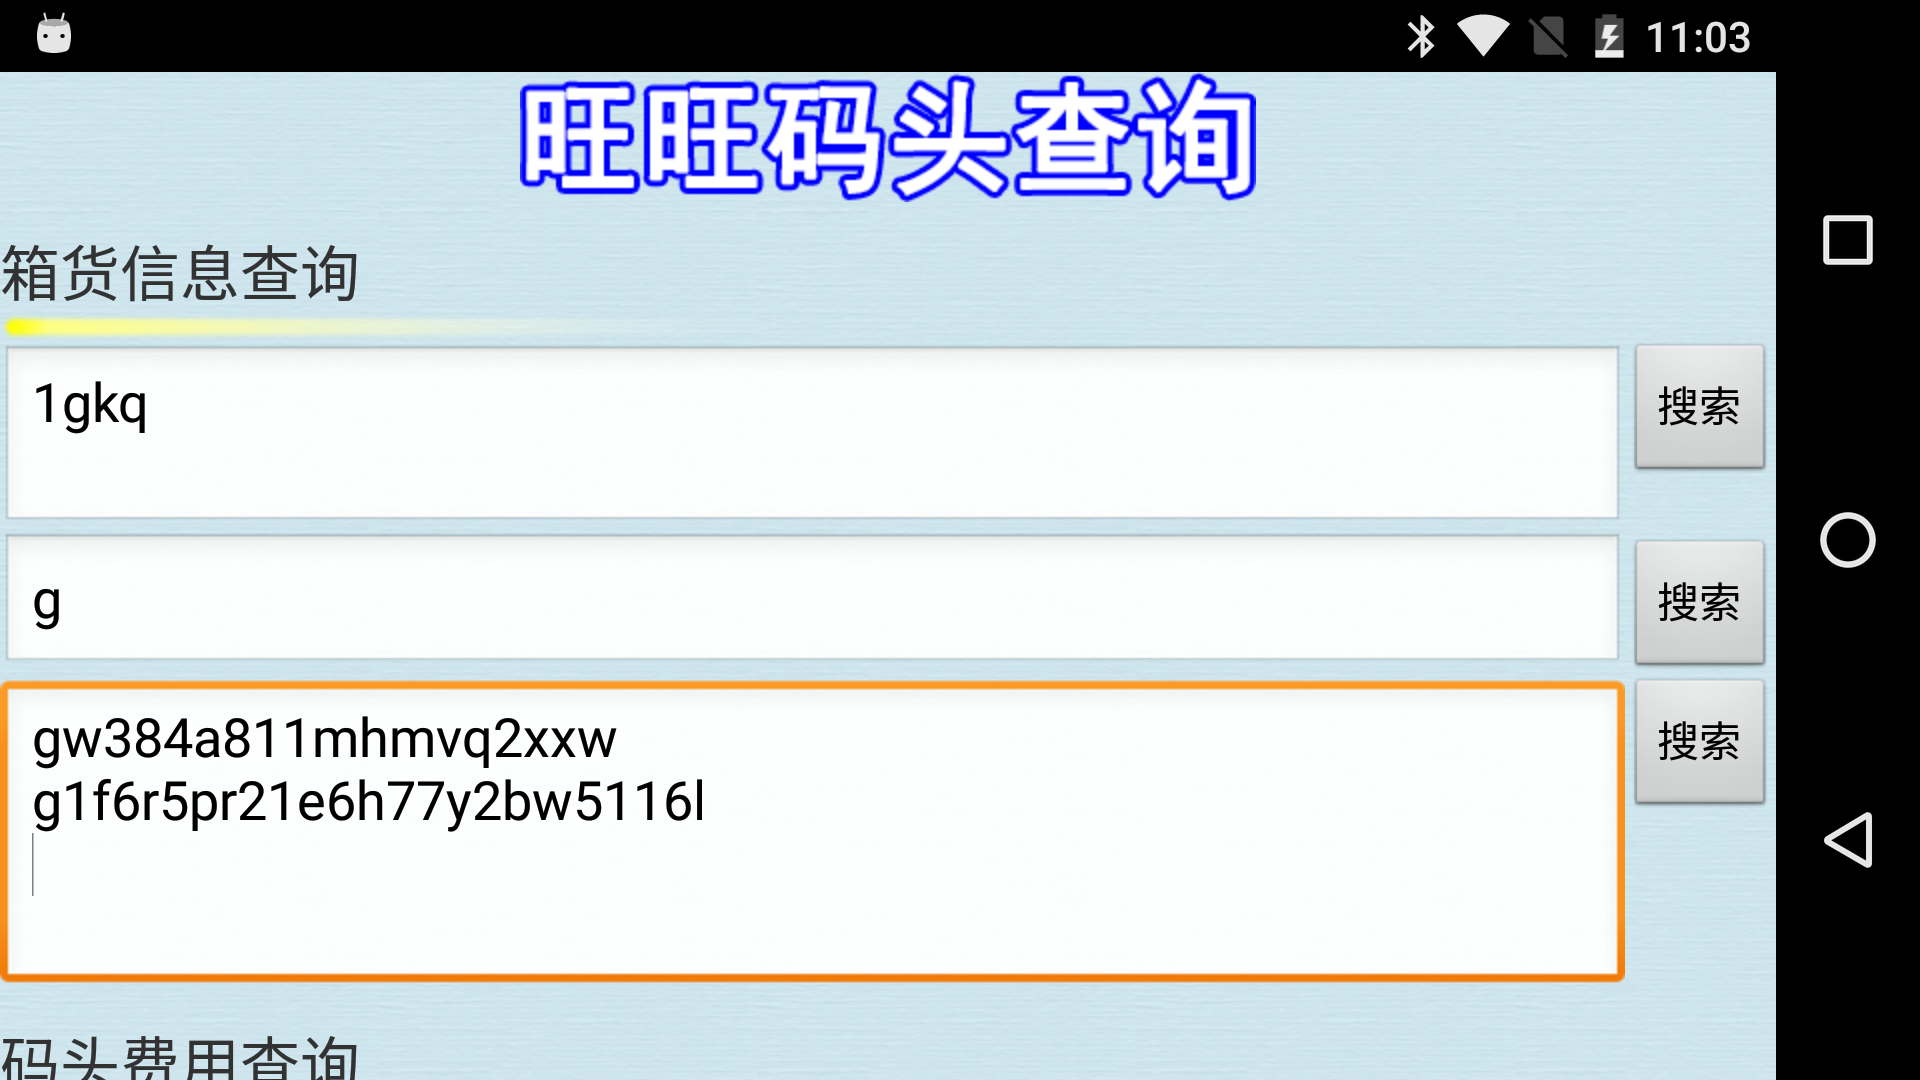 11:03
旺旺码头查询
箱货信息查询
1gkq
搜索
g
搜索
gw384a811mhmvq2xxw
g1f6r5pr21e6h77y2bw5116l
搜索
码头费用查询